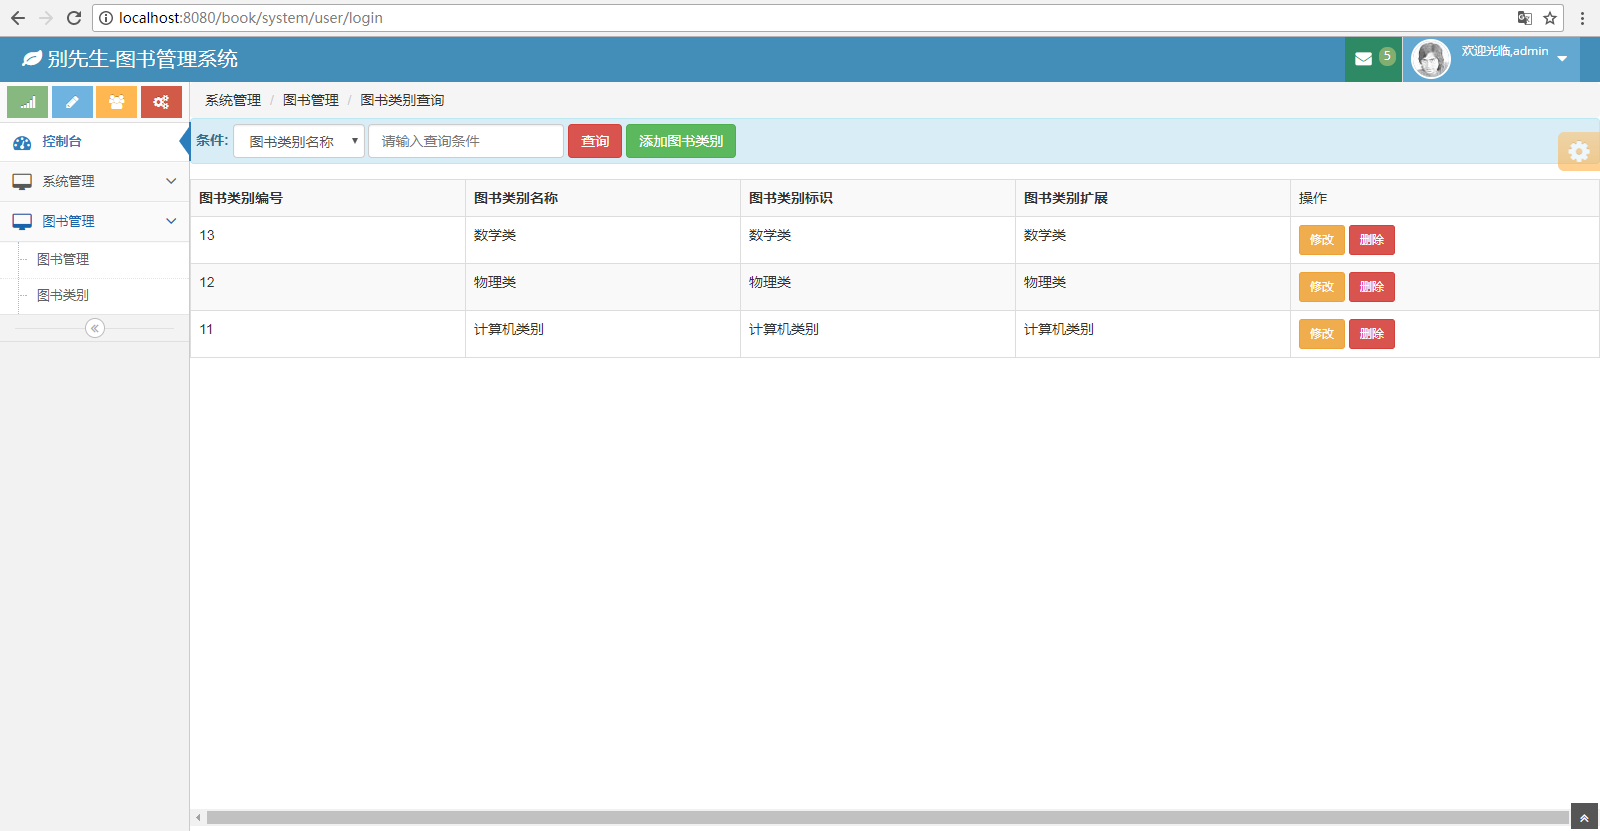 localhost:8080/book/system/user/login
别先生-图书管理系统
5
欢迎光临,admin
系统管理 / 图书管理 / 图书类别查询
控制台
系统管理
图书管理
图书管理
图书类别
条件: 图书类别名称 请输入查询条件 查询 添加图书类别
图书类别编号 图书类别名称 图书类别标识 图书类别扩展 操作
13 数学类 数学类 数学类 修改 删除
12 物理类 物理类 物理类 修改 删除
11 计算机类别 计算机类别 计算机类别 修改 删除